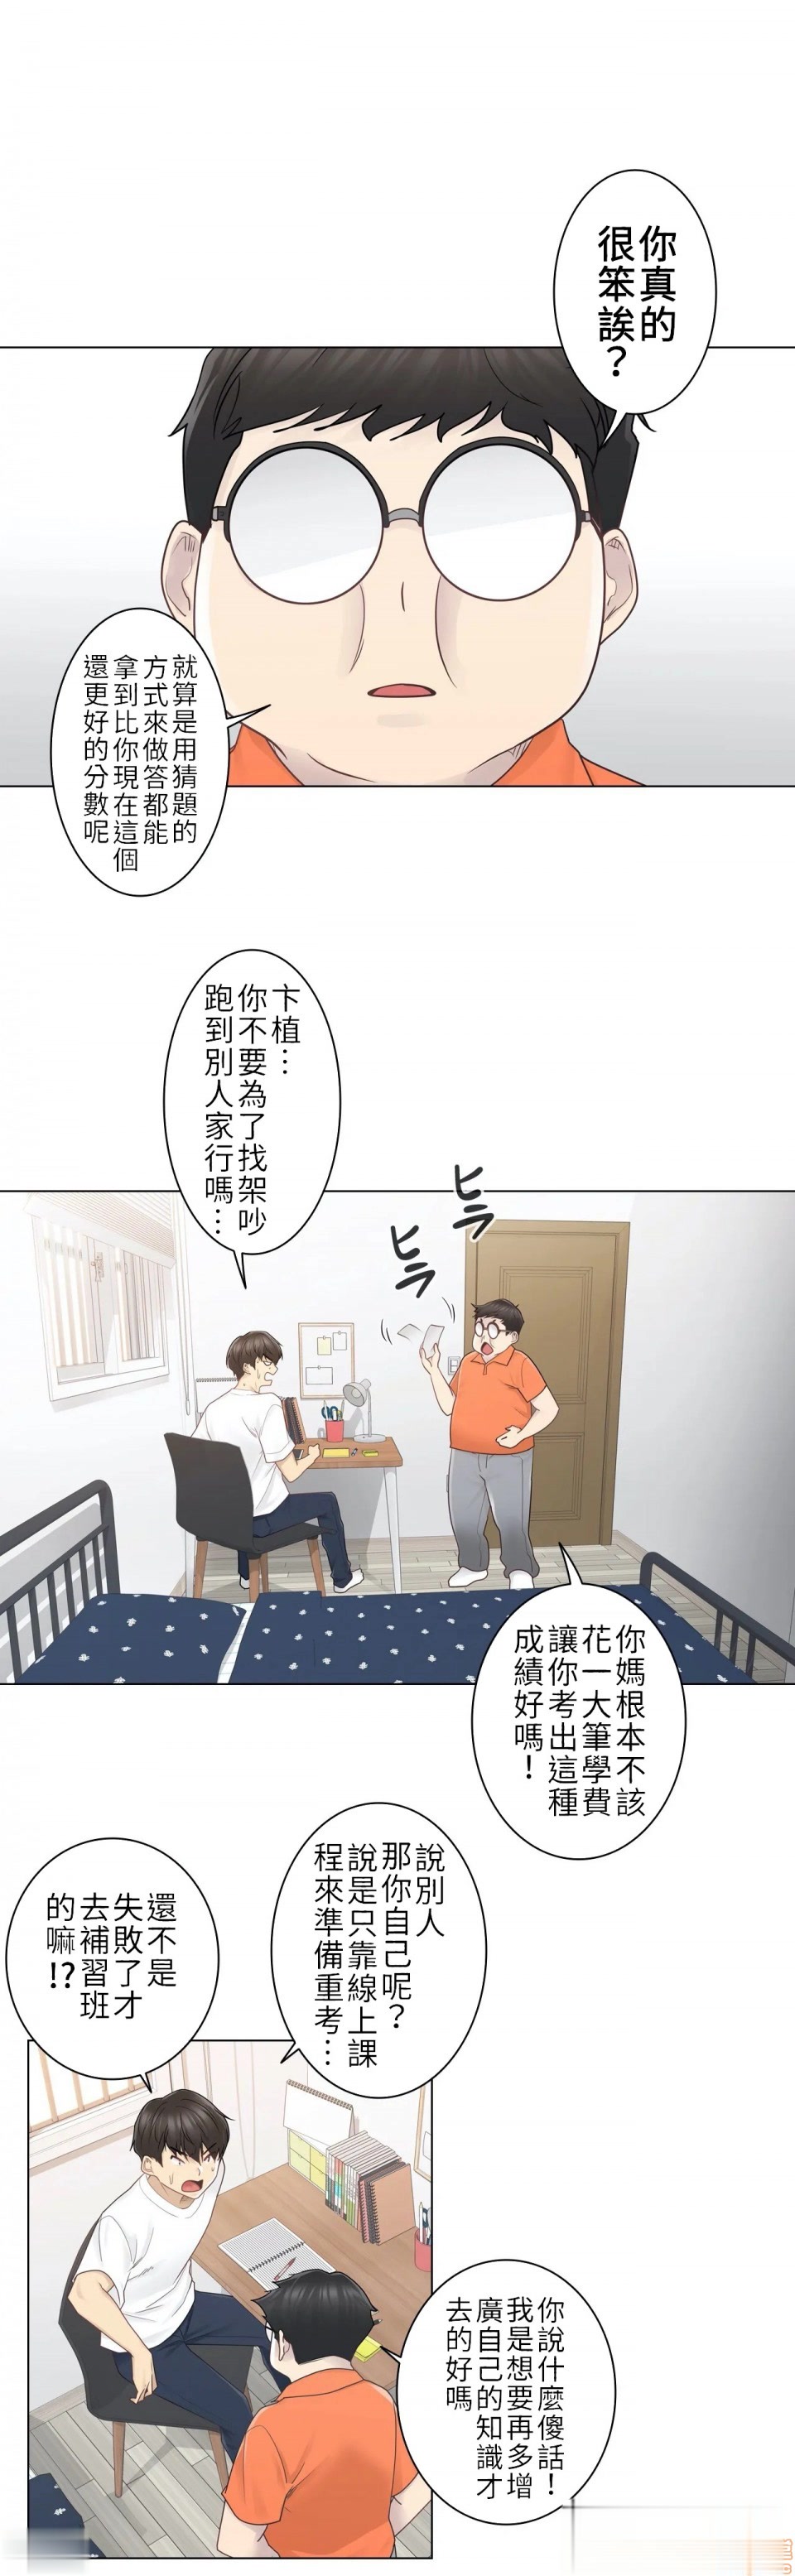 你真的
很笨誒？
就算是用猜題的
方式來做答都能
拿到比你現在這個
還更好的分數呢
卞植…
你不要為了找架吵
跑到別人家行嗎…
ヒラ
ヒラ
你媽根本不該
花一大筆學費
讓你考出這種
成績好嗎！
說別人
那你自己呢？
說是只靠線上課
程來準備重考…
還不是
失敗了才
去補習班
的嘛!?
你說什麼傻話！
我是想要再多增
廣自己的知識才
去的好嗎